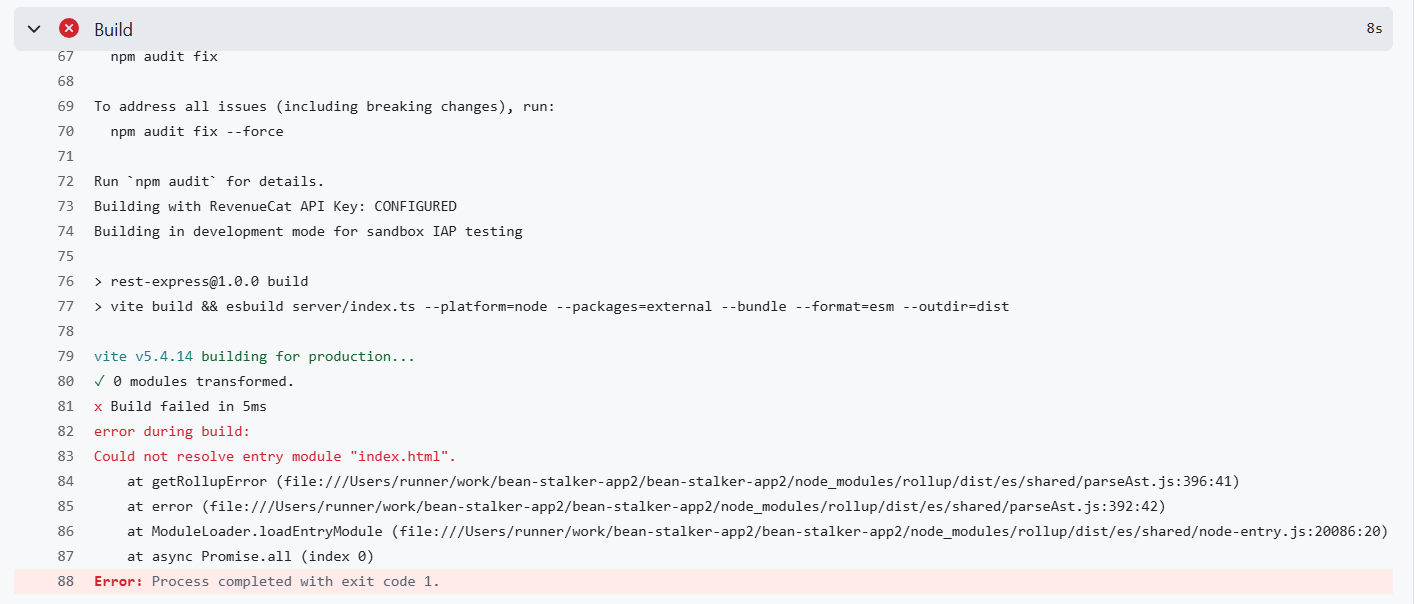 Build 8s
67 npm audit fix
68
69 To address all issues (including breaking changes), run:
70 npm audit fix --force
71
72 Run `npm audit` for details.
73 Building with RevenueCat API Key: CONFIGURED
74 Building in development mode for sandbox IAP testing
75
76 > rest-express@1.0.0 build
77 > vite build && esbuild server/index.ts --platform=node --packages=external --bundle --format=esm --outdir=dist
78
79 vite v5.4.14 building for production...
80 ✓ 0 modules transformed.
81 x Build failed in 5ms
82 error during build:
83 Could not resolve entry module "index.html".
84 at getRollupError (file:///Users/runner/work/bean-stalker-app2/bean-stalker-app2/node_modules/rollup/dist/es/shared/parseAst.js:396:41)
85 at error (file:///Users/runner/work/bean-stalker-app2/bean-stalker-app2/node_modules/rollup/dist/es/shared/parseAst.js:392:42)
86 at ModuleLoader.loadEntryModule (file:///Users/runner/work/bean-stalker-app2/bean-stalker-app2/node_modules/rollup/dist/es/shared/node-entry.js:20086:20)
87 at async Promise.all (index 0)
88 Error: Process completed with exit code 1.